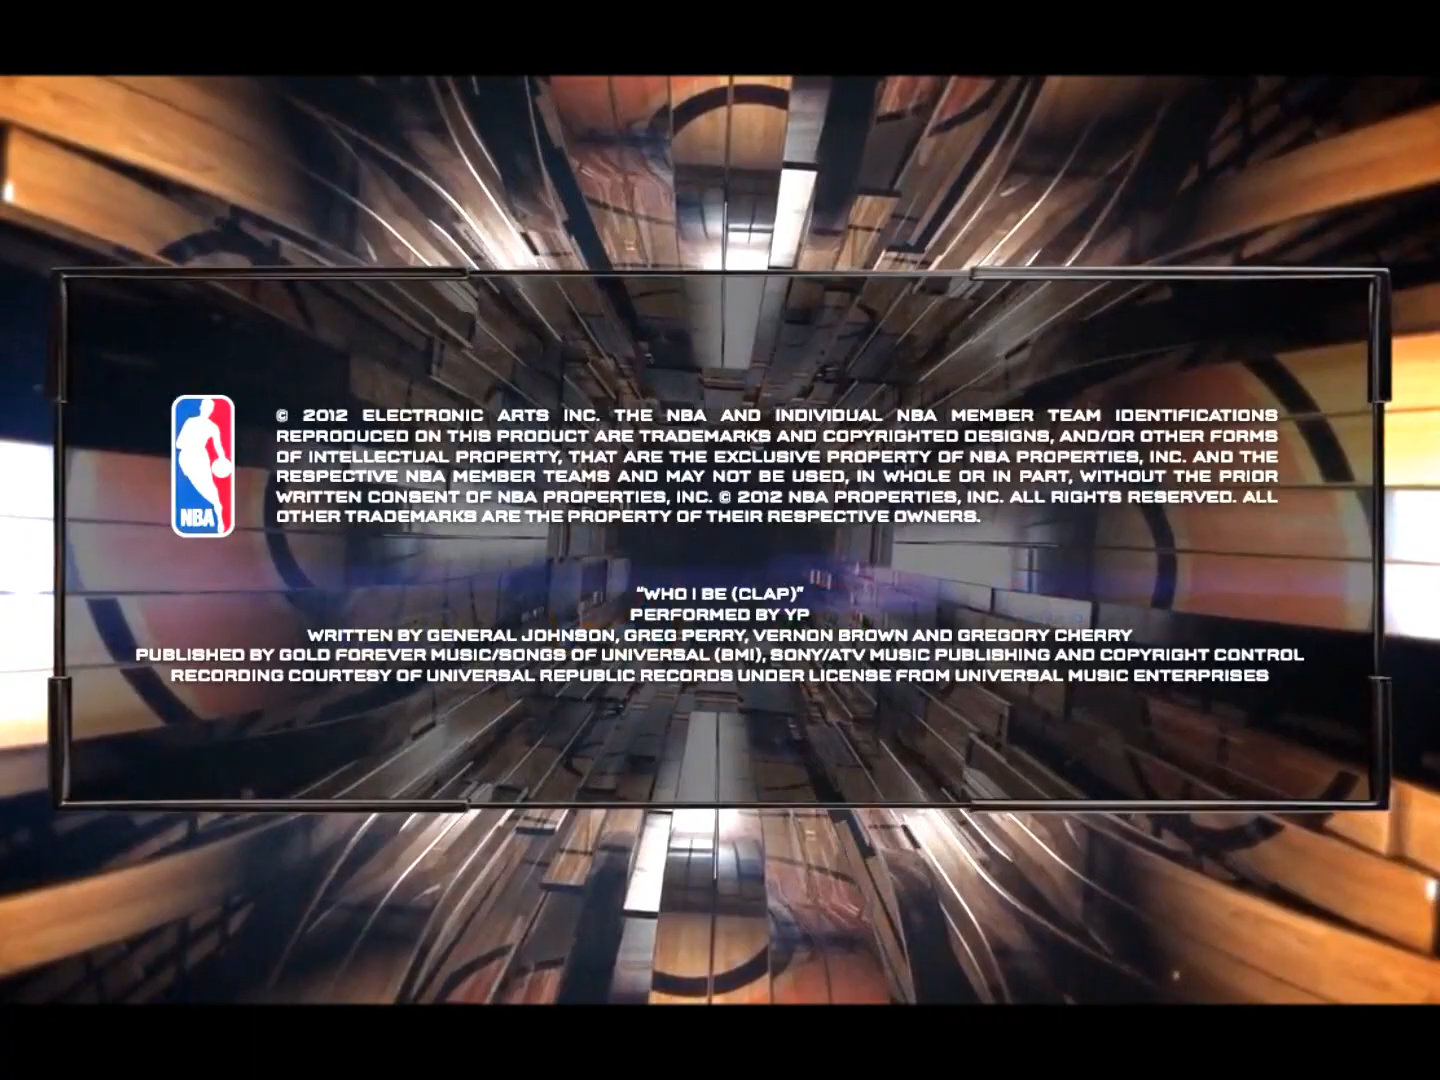 © 2012 ELECTRONIC ARTS INC. THE NBA AND INDIVIDUAL NBA MEMBER TEAM IDENTIFICATIONS
REPRODUCED ON THIS PRODUCT ARE TRADEMARKS AND COPYRIGHTED DESIGNS, AND/OR OTHER FORMS
OF INTELLECTUAL PROPERTY, THAT ARE THE EXCLUSIVE PROPERTY OF NBA PROPERTIES, INC. AND THE
RESPECTIVE NBA MEMBER TEAMS AND MAY NOT BE USED, IN WHOLE OR IN PART, WITHOUT THE PRIOR
WRITTEN CONSENT OF NBA PROPERTIES, INC. © 2012 NBA PROPERTIES, INC. ALL RIGHTS RESERVED. ALL
OTHER TRADEMARKS ARE THE PROPERTY OF THEIR RESPECTIVE OWNERS.
NBA
"WHO I BE (CLAP)"
PERFORMED BY YP
WRITTEN BY GENERAL JOHNSON, GREG PERRY, VERNON BROWN AND GREGORY CHERRY
PUBLISHED BY GOLD FOREVER MUSIC/SONGS OF UNIVERSAL (BMI), SONY/ATV MUSIC PUBLISHING AND COPYRIGHT CONTROL
RECORDING COURTESY OF UNIVERSAL REPUBLIC RECORDS UNDER LICENSE FROM UNIVERSAL MUSIC ENTERPRISES